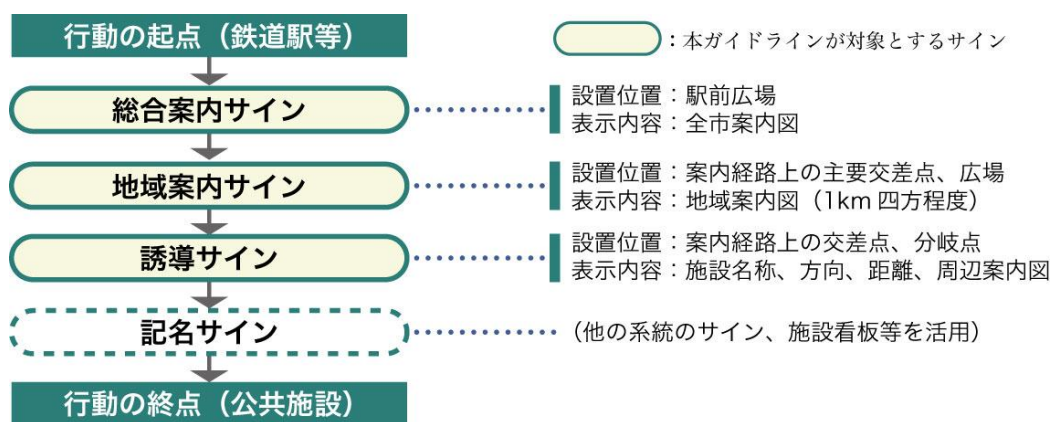 行動の起点（鉄道駅等）
：本ガイドラインが対象とするサイン
総合案内サイン
設置位置：駅前広場
表示内容：全市案内図
地域案内サイン
設置位置：案内経路上の主要交差点、広場
表示内容：地域案内図（1km 四方程度）
誘導サイン
設置位置：案内経路上の交差点、分岐点
表示内容：施設名称、方向、距離、周辺案内図
記名サイン
（他の系統のサイン、施設看板等を活用）
行動の終点（公共施設）